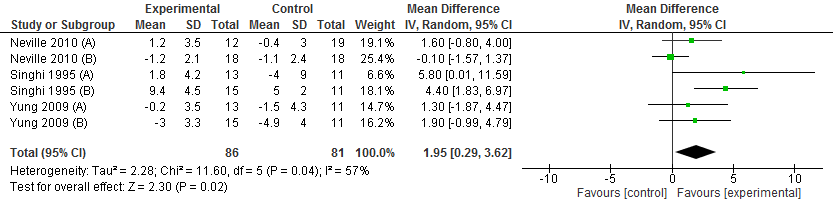 Experimental Control Mean Difference Mean Difference
Study or Subgroup Mean SD Total Mean SD Total Weight IV, Random, 95% CI IV, Random, 95% CI
Neville 2010 (A) 1.2 3.5 12 -0.4 3 19 19.1% 1.60 (-0.80, 4.00)
Neville 2010 (B) -1.2 2.1 18 -1.1 2.4 18 25.4% -0.10 (-1.57, 1.37)
Singhi 1995 (A) 1.8 4.2 13 -4 9 11 6.6% 5.80 (0.01, 11.59)
Singhi 1995 (B) 9.4 4.5 15 5 2 11 18.0% 4.40 (1.83, 6.97)
Yung 2009 (A) -0.2 3.5 13 -1.5 4.3 11 14.7% 1.30 (-1.87, 4.47)
Yung 2009 (B) -3 3.3 15 -4.9 4 11 16.2% 1.90 (-0.99, 4.79)
Total (95% CI) 86 81 100.0% 1.95 (0.29, 3.62)
Heterogeneity: Tau² = 2.28; Chi² = 11.60, df = 5 (P = 0.04); I² = 57%
Test for overall effect: Z = 2.30 (P = 0.02)
-10 -5 0 5 10
Favours [control] Favours [experimental]